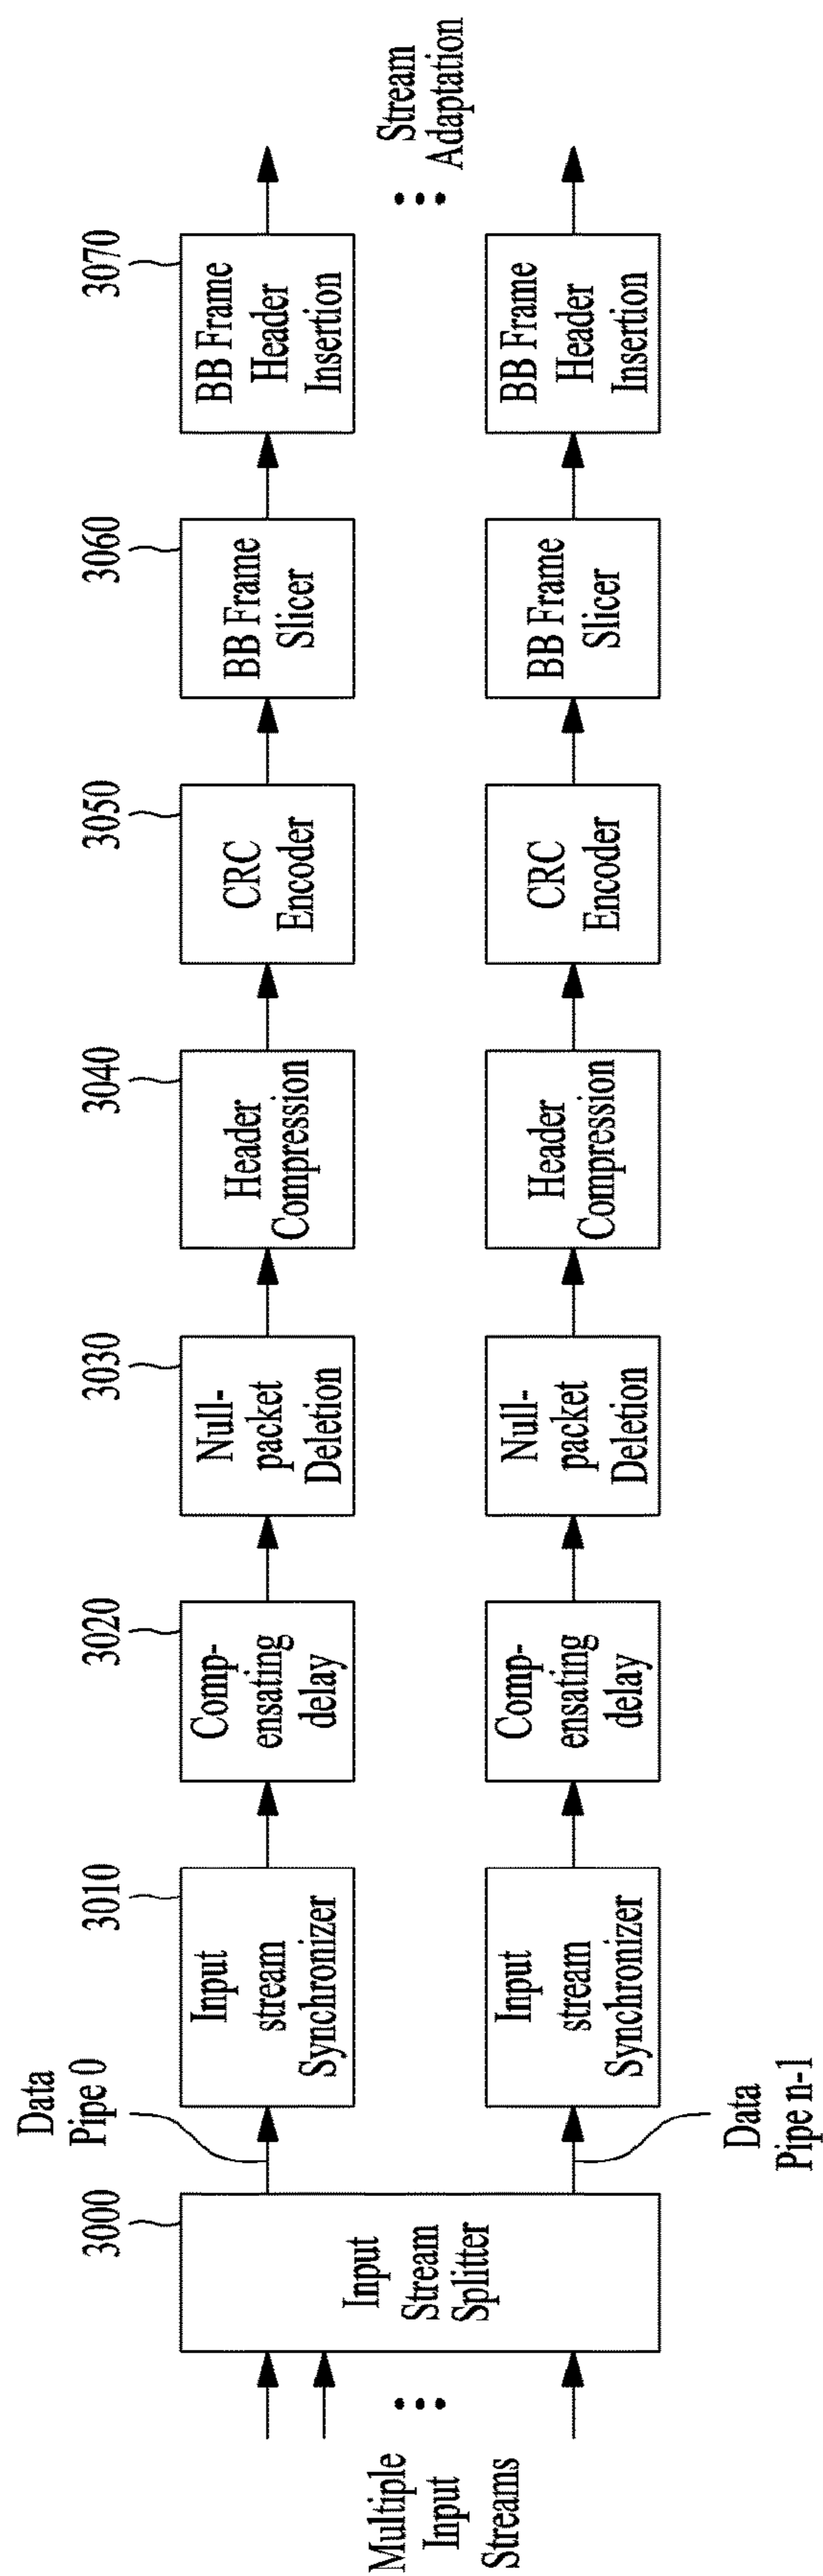 Multiple
Input
Streams
3000
Input
Stream
Splitter
Data
Pipe 0
3010
Input
stream
Synchronizer
3020
Comp-
ensating
delay
3030
Null-
packet
Deletion
3040
Header
Compression
3050
CRC
Encoder
3060
BB Frame
Slicer
3070
BB Frame
Header
Insertion
Data
Pipe n-1
Input
stream
Synchronizer
Comp-
ensating
delay
Null-
packet
Deletion
Header
Compression
CRC
Encoder
BB Frame
Slicer
BB Frame
Header
Insertion
Stream
Adaptation